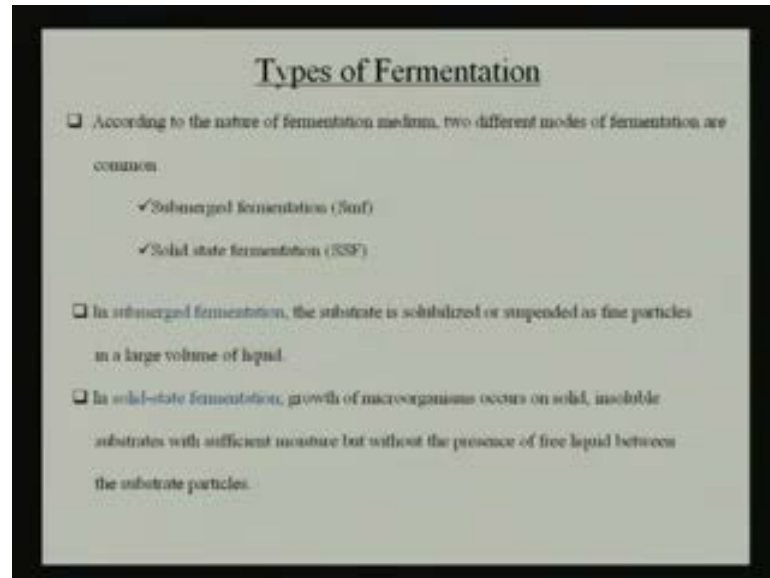 Types of Fermentation
❑ According to the nature of fermentation medium, two different modes of fermentation are
common
✓Submerged fermentation (Smf)
✓Solid state fermentation (SSF)
❑ In submerged fermentation, the substrate is solubilized or suspended as fine particles
in a large volume of liquid.
❑ In solid-state fermentation, growth of microorganisms occurs on solid, insoluble
substrates with sufficient moisture but without the presence of free liquid between
the substrate particles.